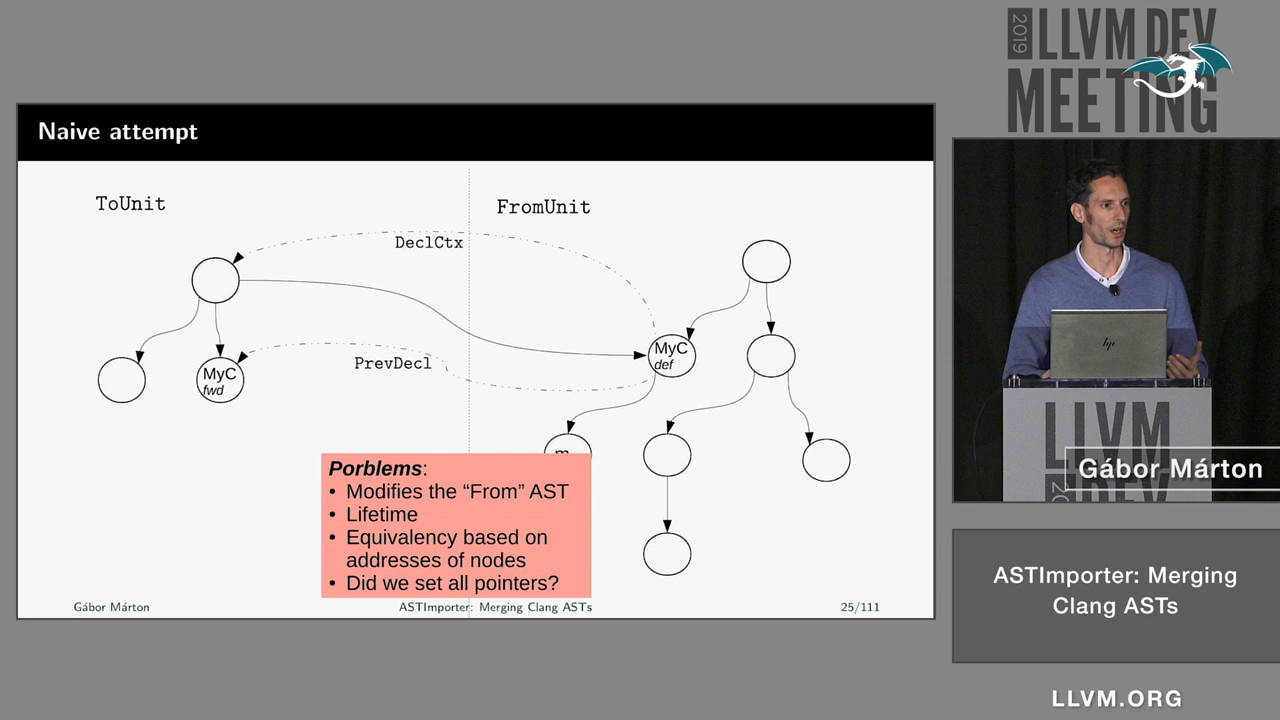 Naive attempt
ToUnit
FromUnit
DeclCtx
MyC
def
PrevDecl
MyC
fwd
Porblems:
• Modifies the “From” AST
• Lifetime
• Equivalency based on
addresses of nodes
• Did we set all pointers?
Gábor Márton
ASTImporter: Merging Clang ASTs
25/111
2019
LLVM DEV
MEETING
hp
LLVM
Gábor Márton
ASTImporter: Merging
Clang ASTs
LLVM.ORG